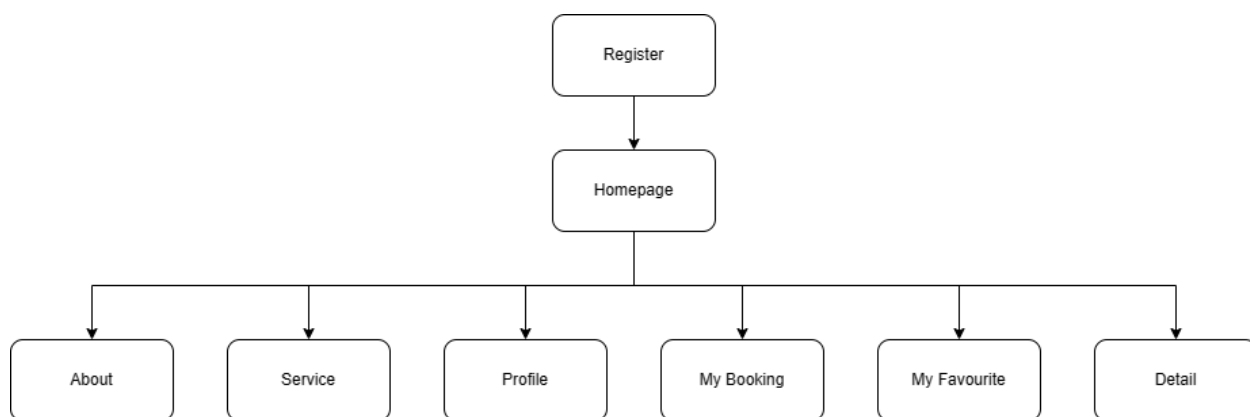 Register
Homepage
About
Service
Profile
My Booking
My Favourite
Detail